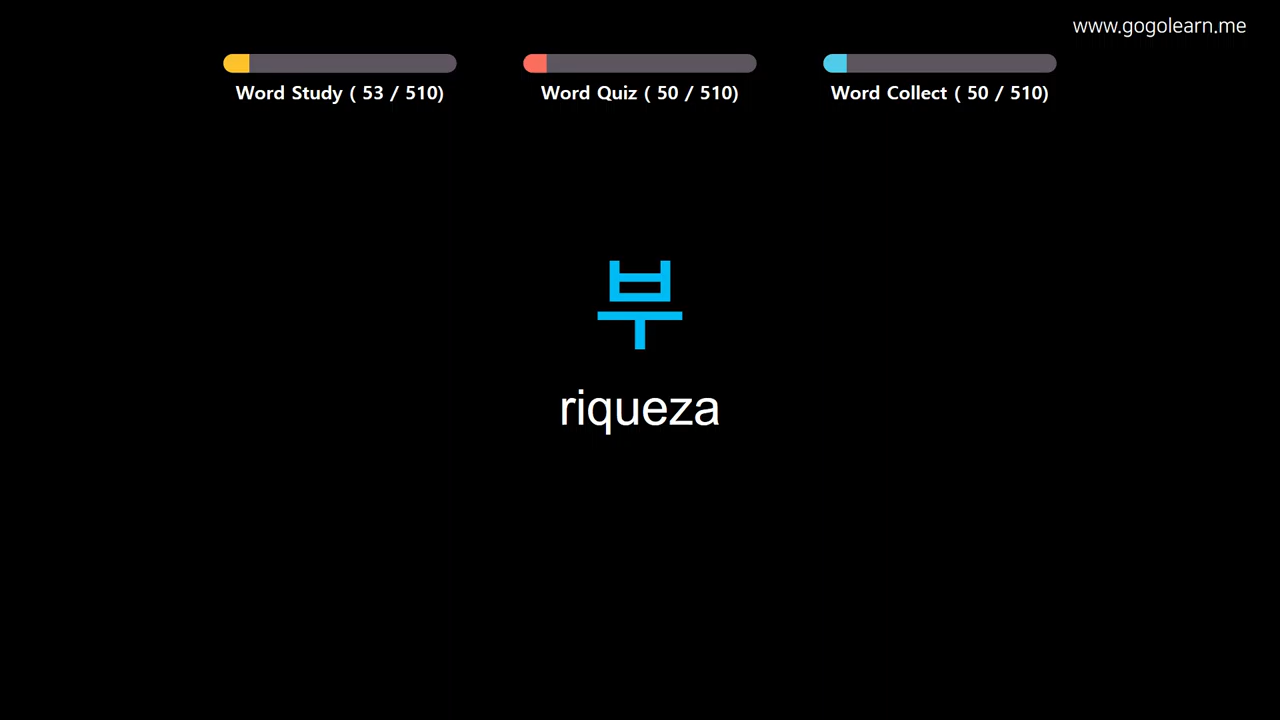 www.gogolearn.me
Word Study ( 53 / 510)
Word Quiz ( 50 / 510)
Word Collect ( 50 / 510)
부
riqueza